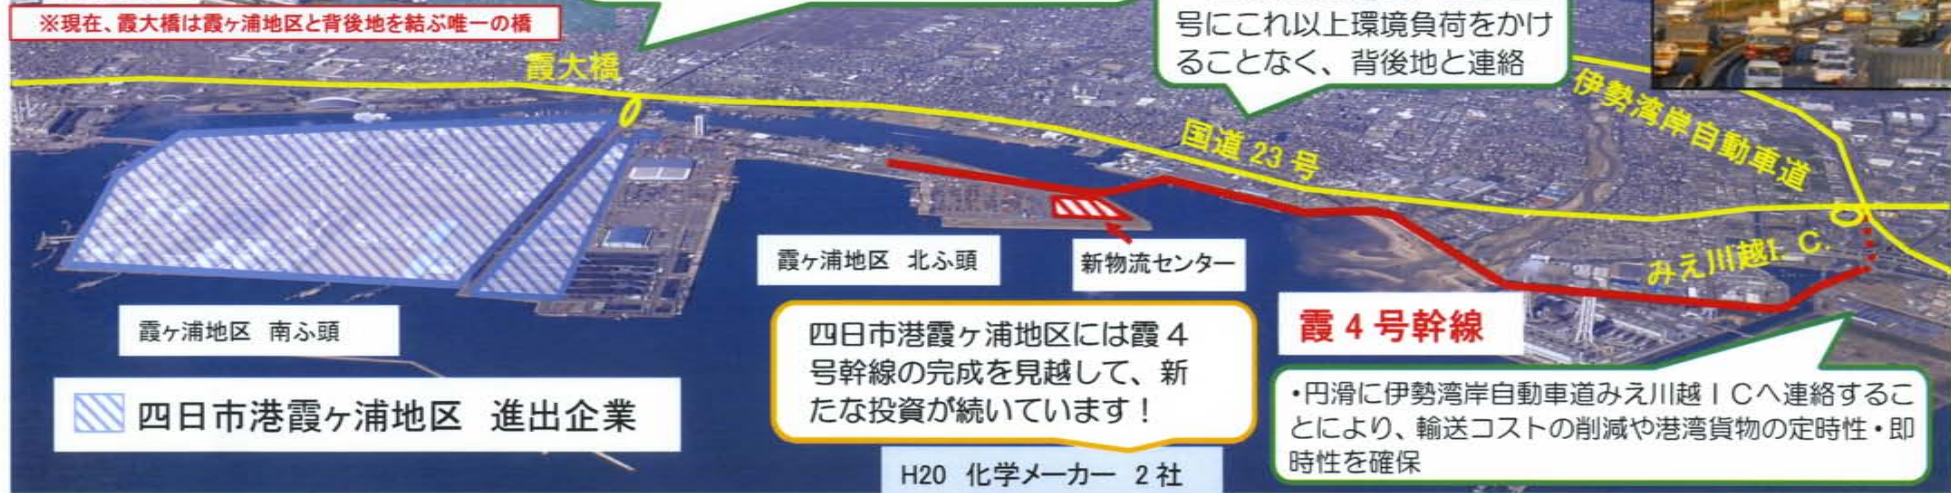 ※現在、霞大橋は霞ヶ浦地区と背後地を結ぶ唯一の橋
号にこれ以上環境負荷をかけ
ることなく、背後地と連絡
霞大橋
伊勢湾岸自動車道
国道 23 号
みえ川越I. C.
霞ヶ浦地区 北ふ頭
新物流センター
霞ヶ浦地区 南ふ頭
霞 4 号幹線
四日市港霞ヶ浦地区には霞 4
号幹線の完成を見越して、新
たな投資が続いています！
四日市港霞ヶ浦地区 進出企業
・円滑に伊勢湾岸自動車道みえ川越ＩＣへ連絡するこ
とにより、輸送コストの削減や港湾貨物の定時性・即
時性を確保
H20 化学メーカー 2 社